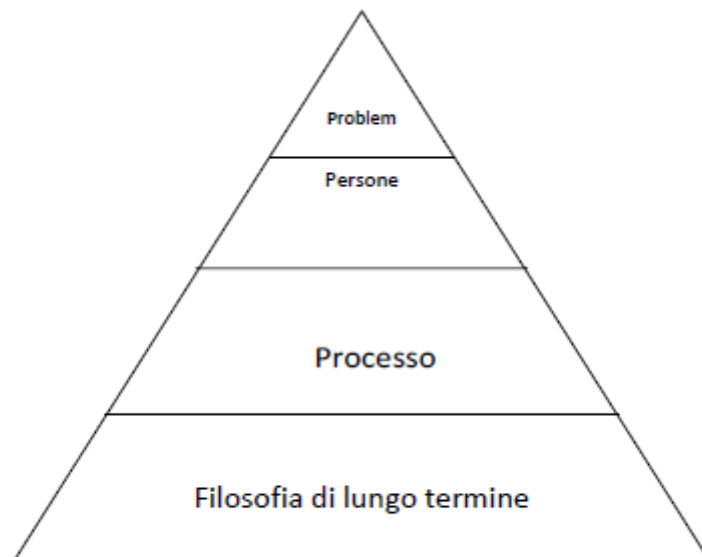 Problem
Persone
Processo
Filosofia di lungo termine